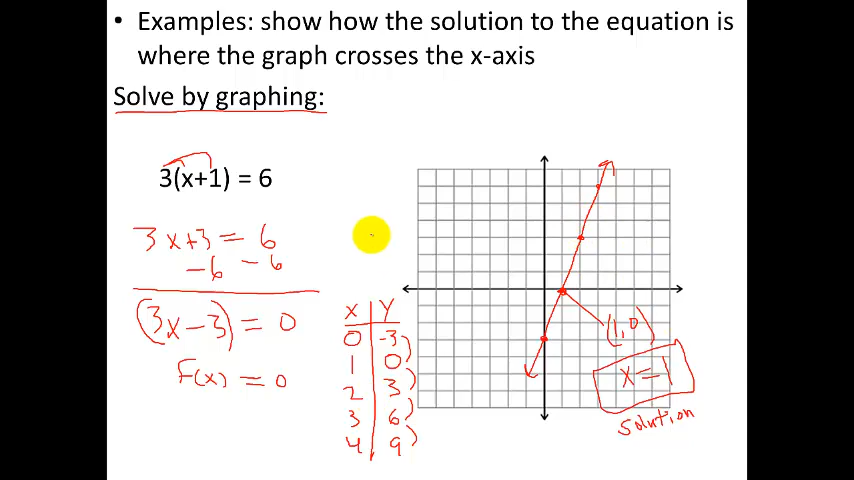 • Examples: show how the solution to the equation is
where the graph crosses the x-axis
Solve by graphing:
3(x+1) = 6
3x+3 = 6
-6 -6
(3x-3) = 0
F(x) = 0
X Y
0 -3
1 0
2 3
3 6
4 9
(1,0)
x=1
Solution